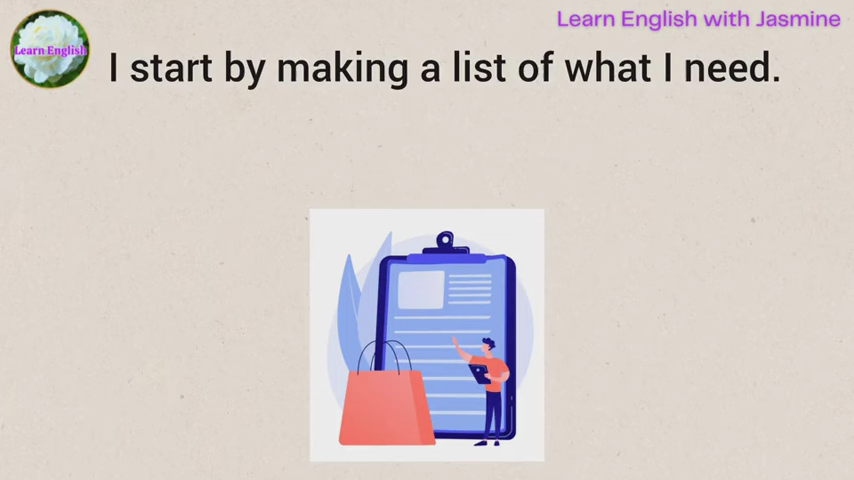 Learn English with Jasmine
Learn English
I start by making a list of what I need.